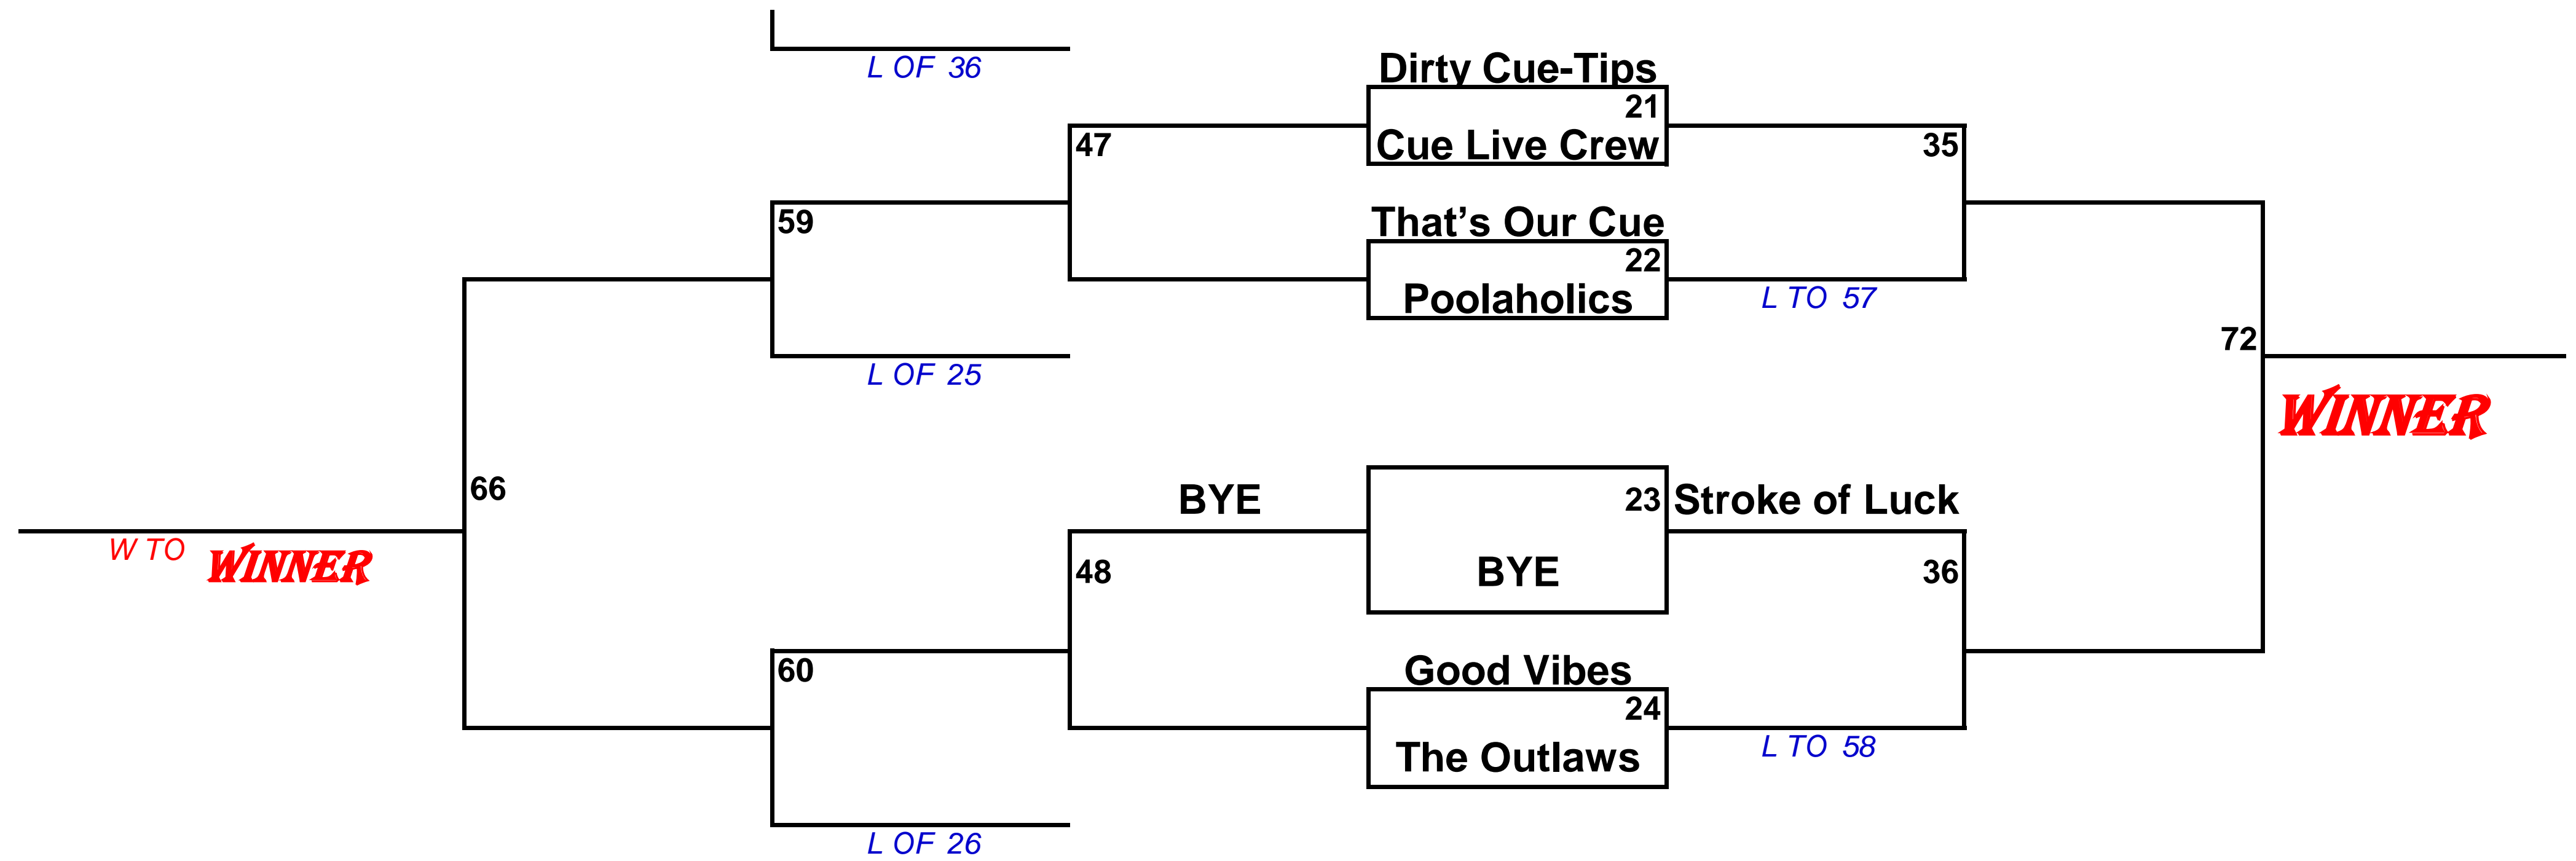 L OF 36
Dirty Cue-Tips
21
47
Cue Live Crew
35
59
That's Our Cue
22
Poolaholics
L TO 57
72
L OF 25
WINNER
66
BYE
23
Stroke of Luck
W TO WINNER
48
BYE
36
60
Good Vibes
24
The Outlaws
L TO 58
L OF 26